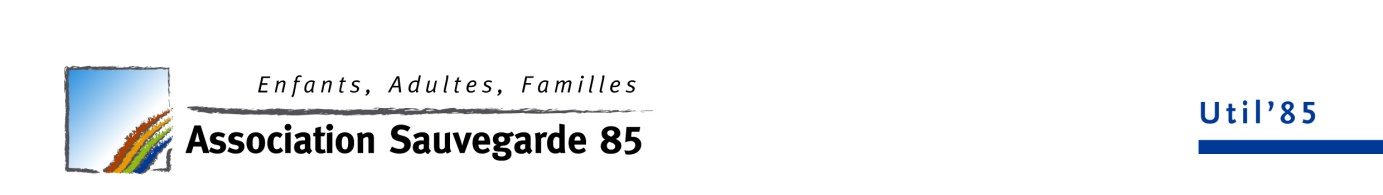 Enfants, Adultes, Familles
Association Sauvegarde 85
Util'85